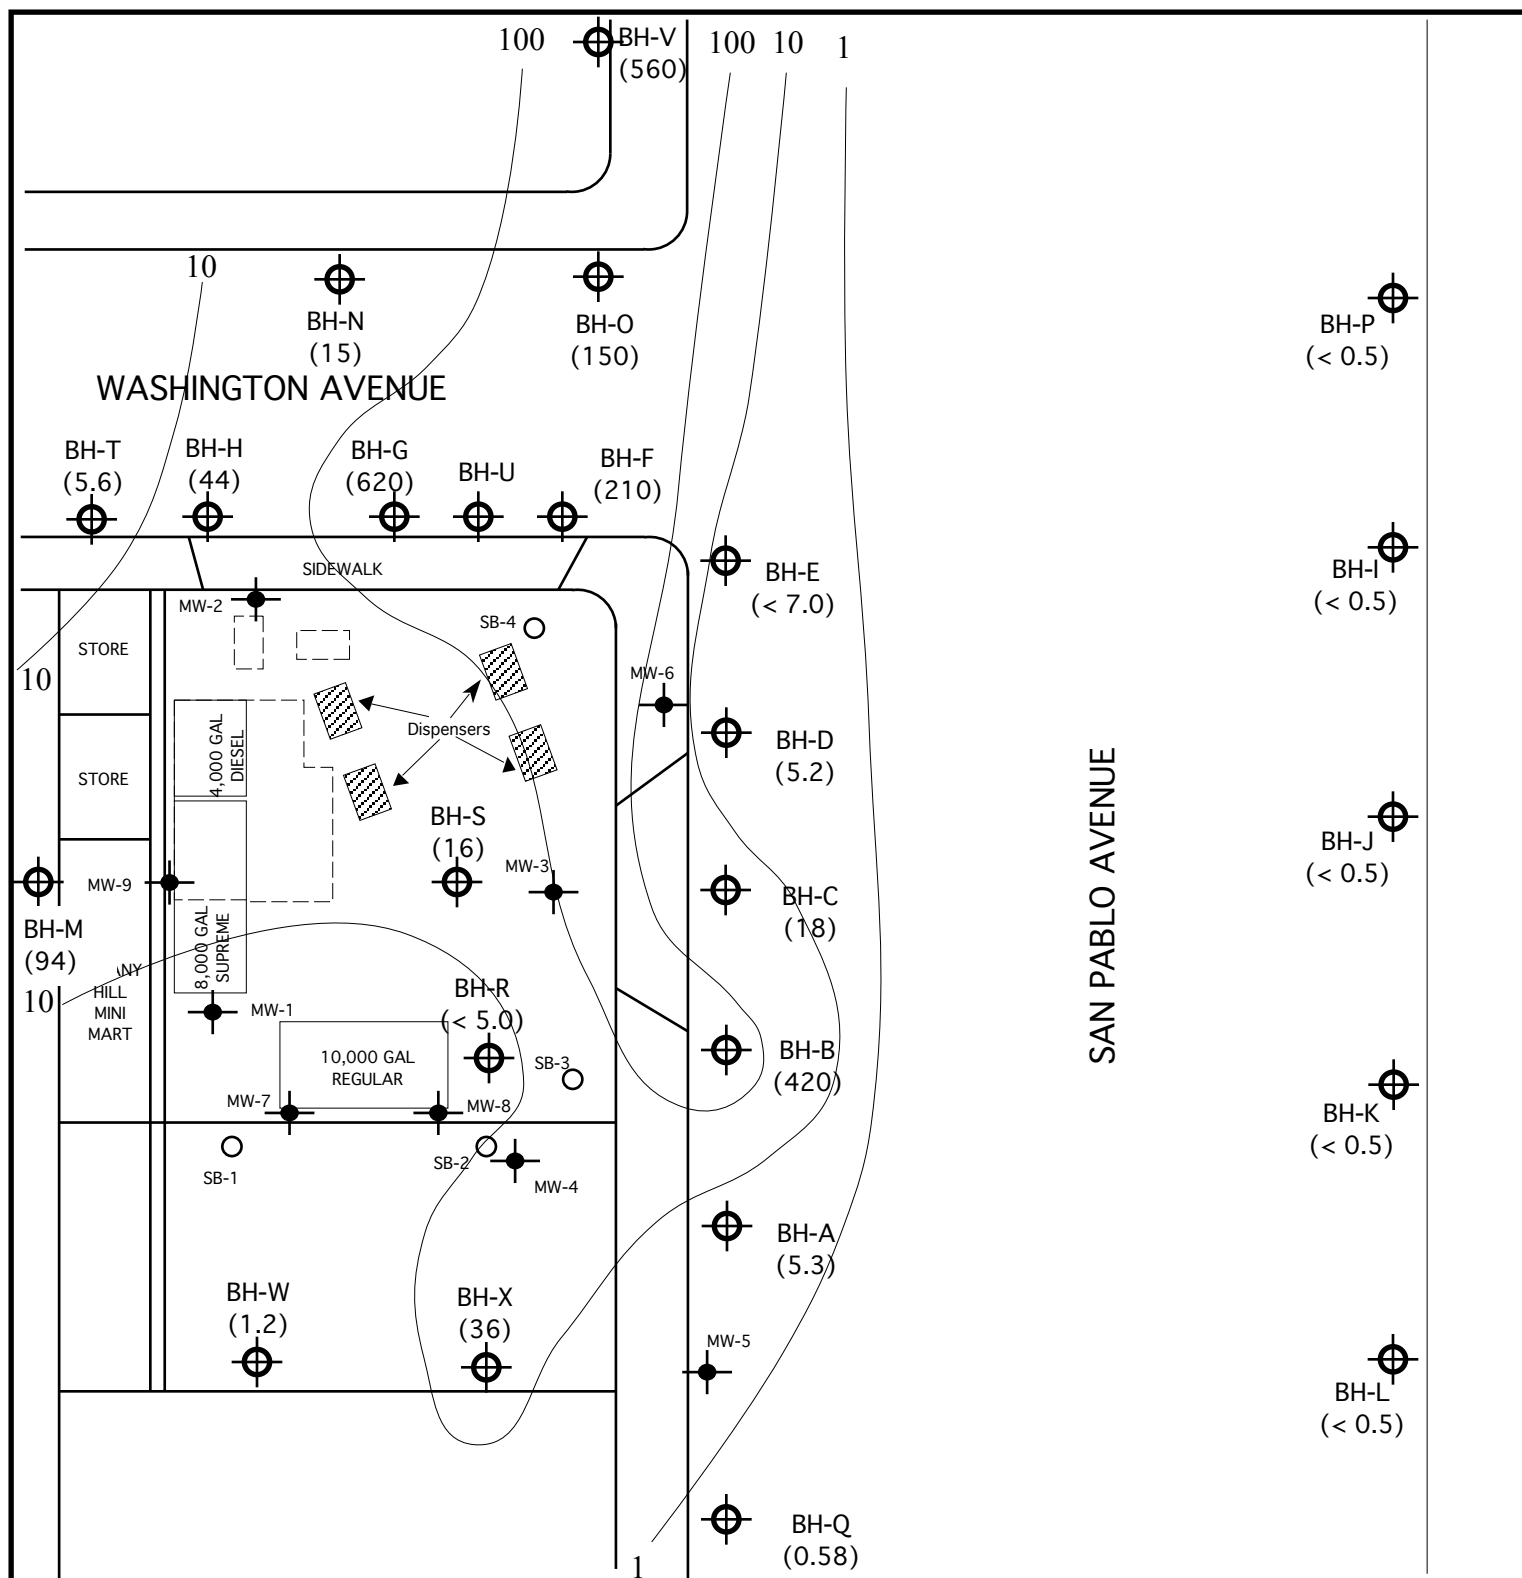 100
BH-V
(560)
100
10
1
10
BH-N
(15)
BH-O
(150)
BH-P
(< 0.5)
WASHINGTON AVENUE
BH-T
(5.6)
BH-H
(44)
BH-G
(620)
BH-U
BH-F
(210)
SIDEWALK
BH-E
(< 7.0)
BH-I
(< 0.5)
MW-2
SB-4
STORE
10
MW-6
Dispensers
4,000 GAL
DIESEL
STORE
BH-D
(5.2)
SAN PABLO AVENUE
BH-S
(16)
MW-3
MW-9
BH-J
(< 0.5)
BH-C
(18)
BH-M
(94)
8,000 GAL
SUPREME
NY
HILL
MINI
MART
10
BH-R
(< 5.0)
MW-1
10,000 GAL
REGULAR
SB-3
BH-B
(420)
MW-7
MW-8
BH-K
(< 0.5)
SB-1
SB-2
MW-4
BH-A
(5.3)
BH-W
(1.2)
BH-X
(36)
MW-5
BH-L
(< 0.5)
BH-Q
(0.58)
1